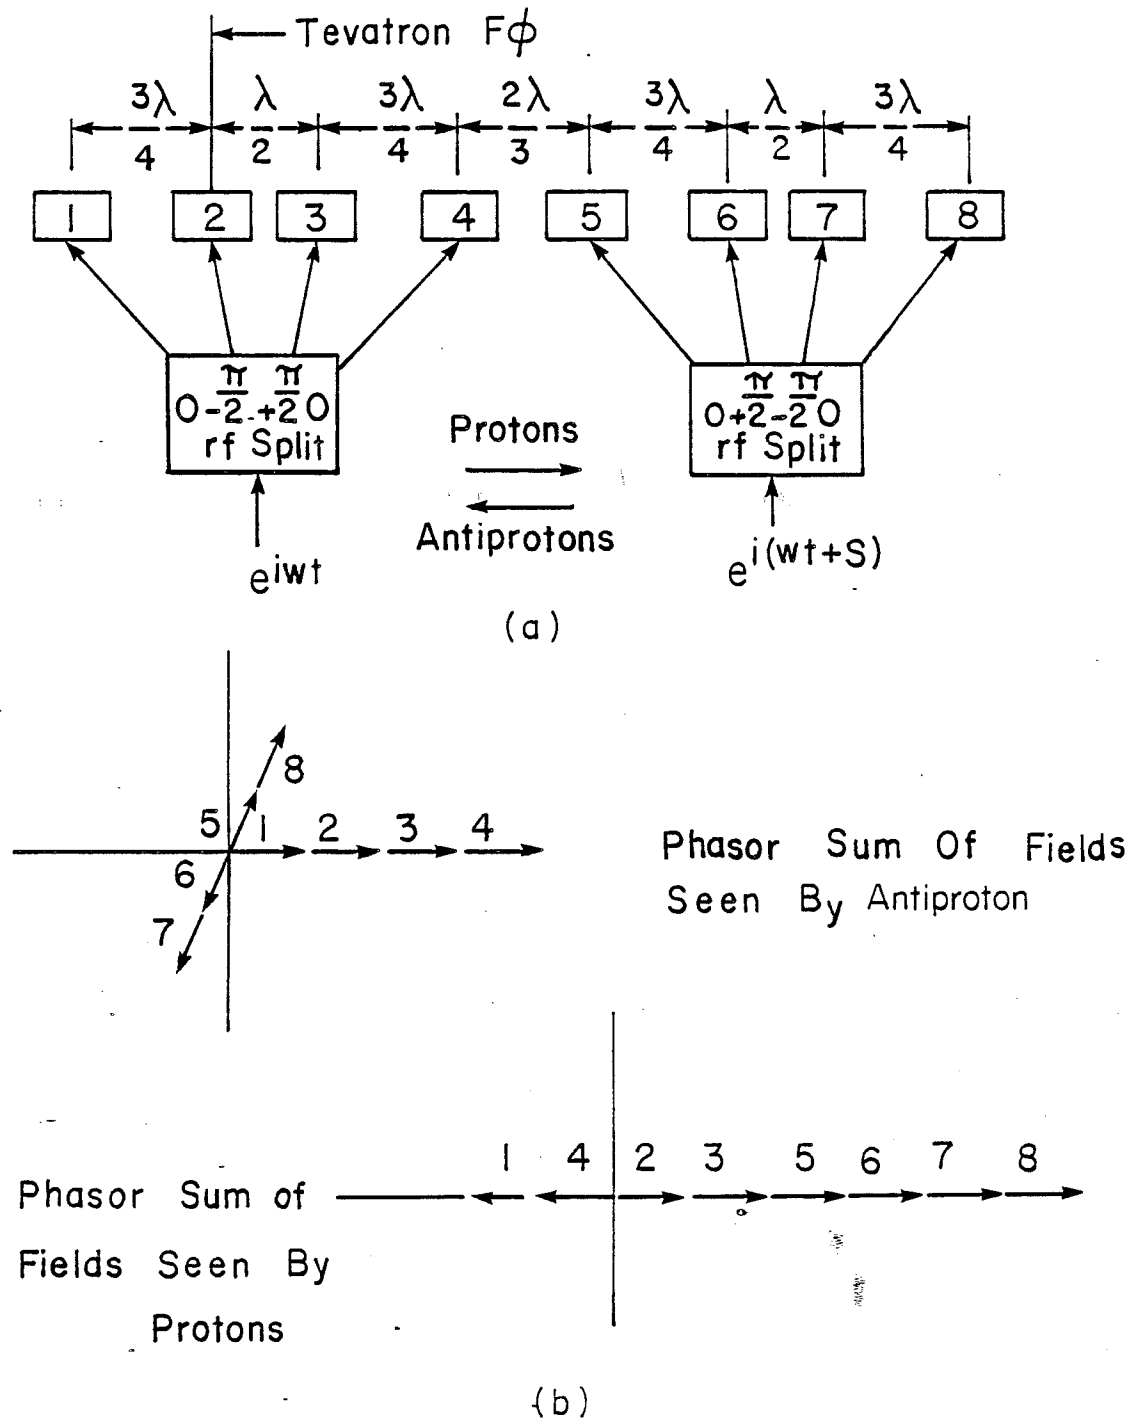 Tevatron Fϕ
3λ/4 λ/2 3λ/4 2λ/3 3λ/4 λ/2 3λ/4
1 2 3 4 5 6 7 8
0 -π/2 +π/2 0
rf Split
0 +π/2 -π/2 0
rf Split
Protons
Antiprotons
e^iwt
e^i(wt+S)
(a)
8
5 1 2 3 4
6
7
Phasor Sum Of Fields
Seen By Antiproton
1 4 2 3 5 6 7 8
Phasor Sum of
Fields Seen By
Protons
(b)